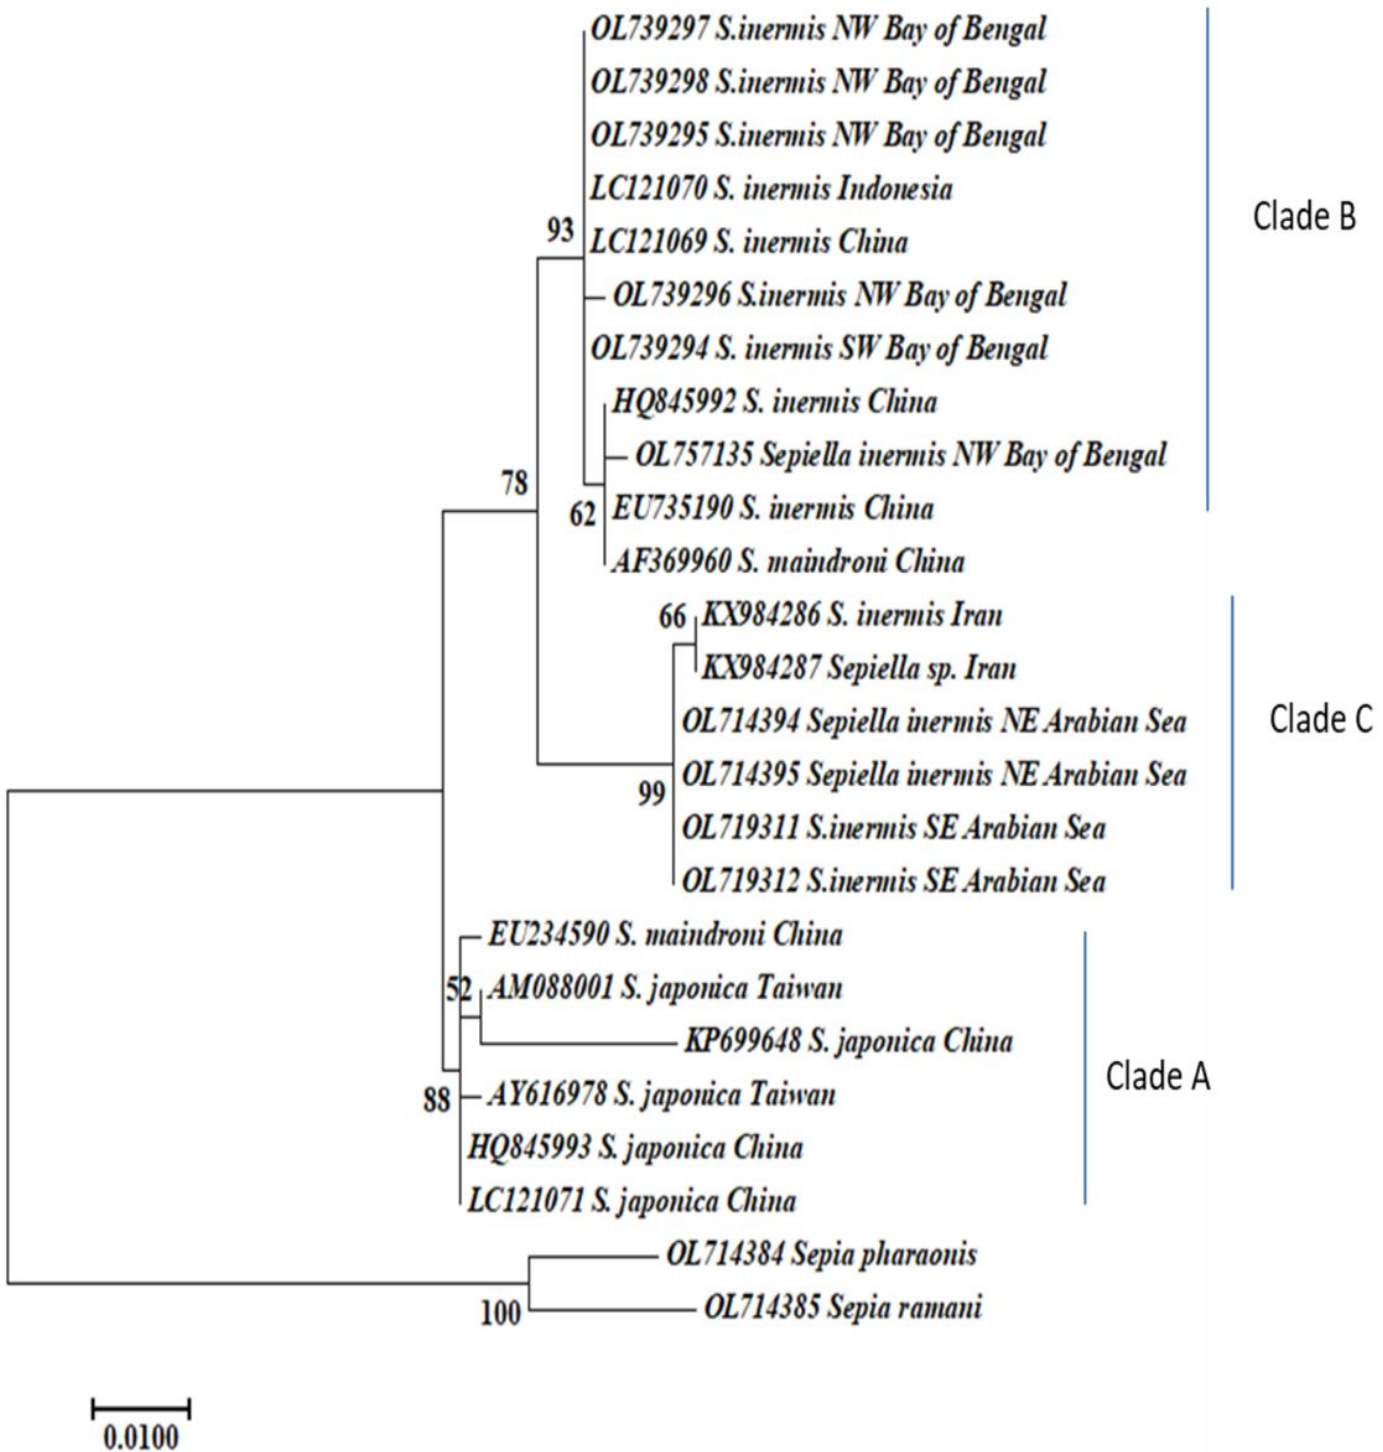 OL739297 S.inermis NW Bay of Bengal
OL739298 S.inermis NW Bay of Bengal
OL739295 S.inermis NW Bay of Bengal
LC121070 S. inermis Indonesia
Clade B
93
LC121069 S. inermis China
OL739296 S.inermis NW Bay of Bengal
OL739294 S. inermis SW Bay of Bengal
HQ845992 S. inermis China
OL757135 Sepiella inermis NW Bay of Bengal
78
62
EU735190 S. inermis China
AF369960 S. maindroni China
66
KX984286 S. inermis Iran
KX984287 Sepiella sp. Iran
OL714394 Sepiella inermis NE Arabian Sea
Clade C
OL714395 Sepiella inermis NE Arabian Sea
99
OL719311 S.inermis SE Arabian Sea
OL719312 S.inermis SE Arabian Sea
EU234590 S. maindroni China
52
AM088001 S. japonica Taiwan
KP699648 S. japonica China
Clade A
88
AY616978 S. japonica Taiwan
HQ845993 S. japonica China
LC121071 S. japonica China
OL714384 Sepia pharaonis
100
OL714385 Sepia ramani
0.0100